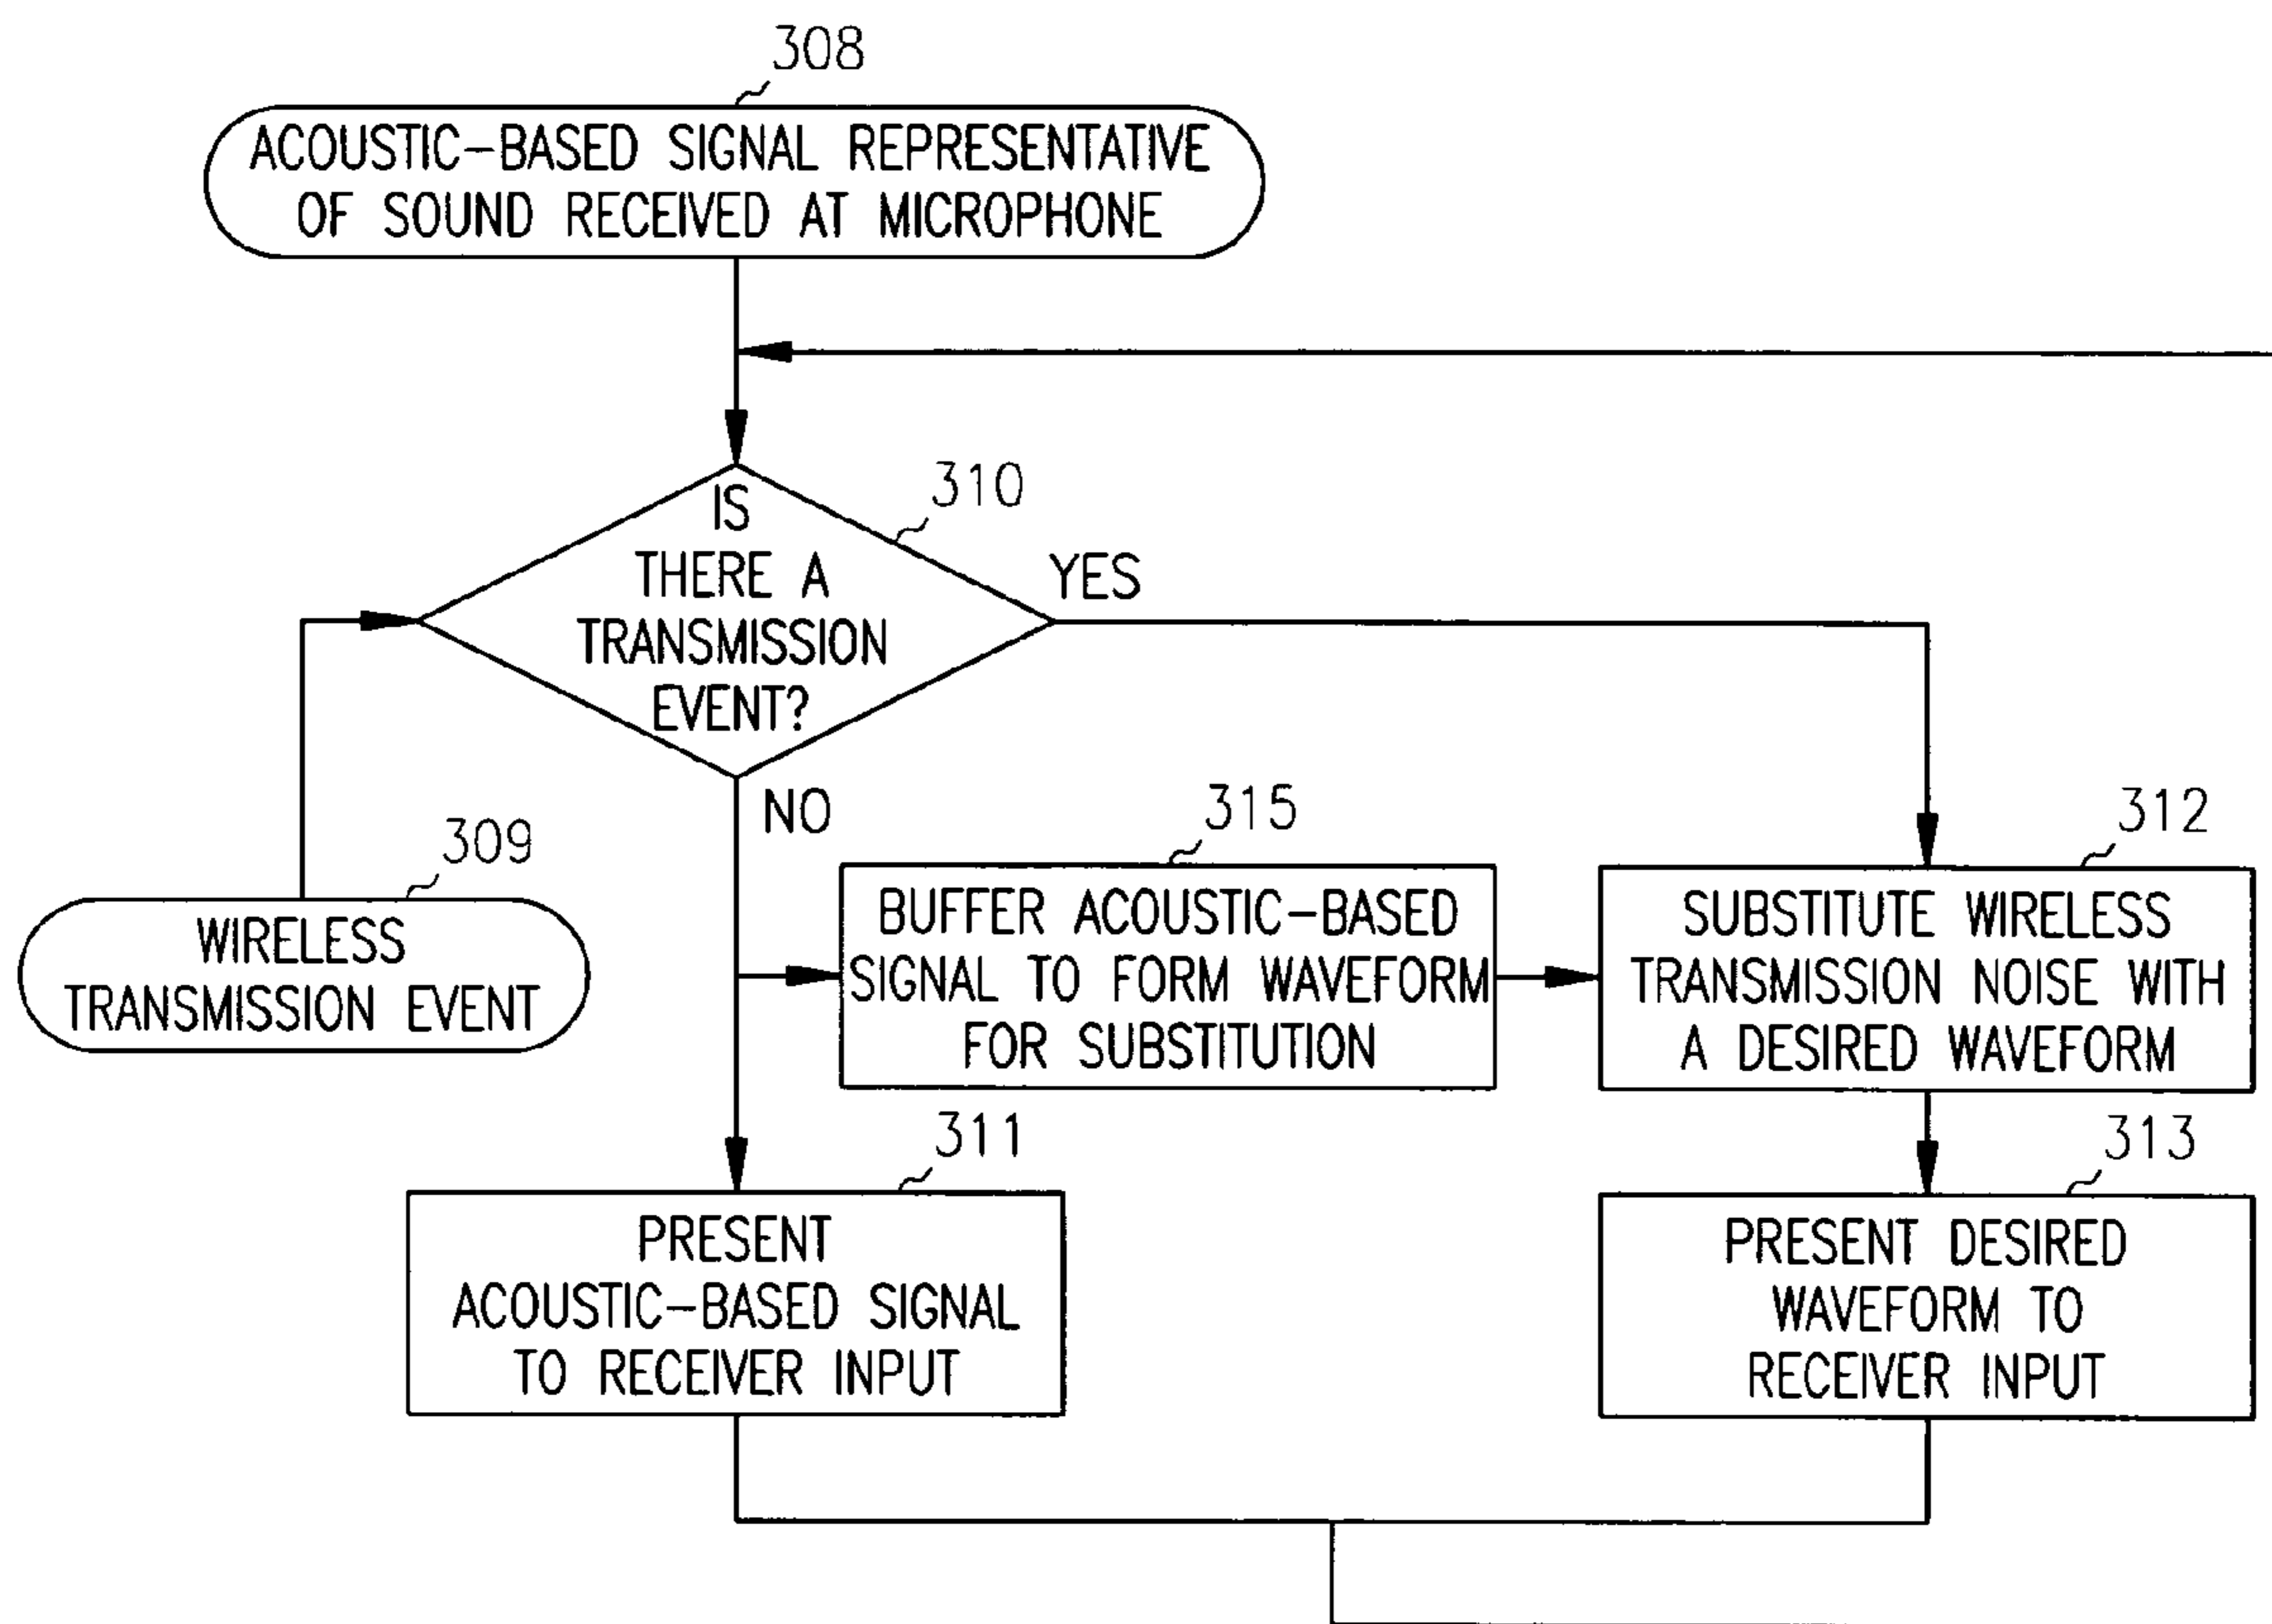 308
ACOUSTIC-BASED SIGNAL REPRESENTATIVE
OF SOUND RECEIVED AT MICROPHONE
310
IS
THERE A
TRANSMISSION
EVENT?
YES
NO
309
WIRELESS
TRANSMISSION EVENT
315
BUFFER ACOUSTIC-BASED
SIGNAL TO FORM WAVEFORM
FOR SUBSTITUTION
312
SUBSTITUTE WIRELESS
TRANSMISSION NOISE WITH
A DESIRED WAVEFORM
311
PRESENT
ACOUSTIC-BASED SIGNAL
TO RECEIVER INPUT
313
PRESENT DESIRED
WAVEFORM TO
RECEIVER INPUT